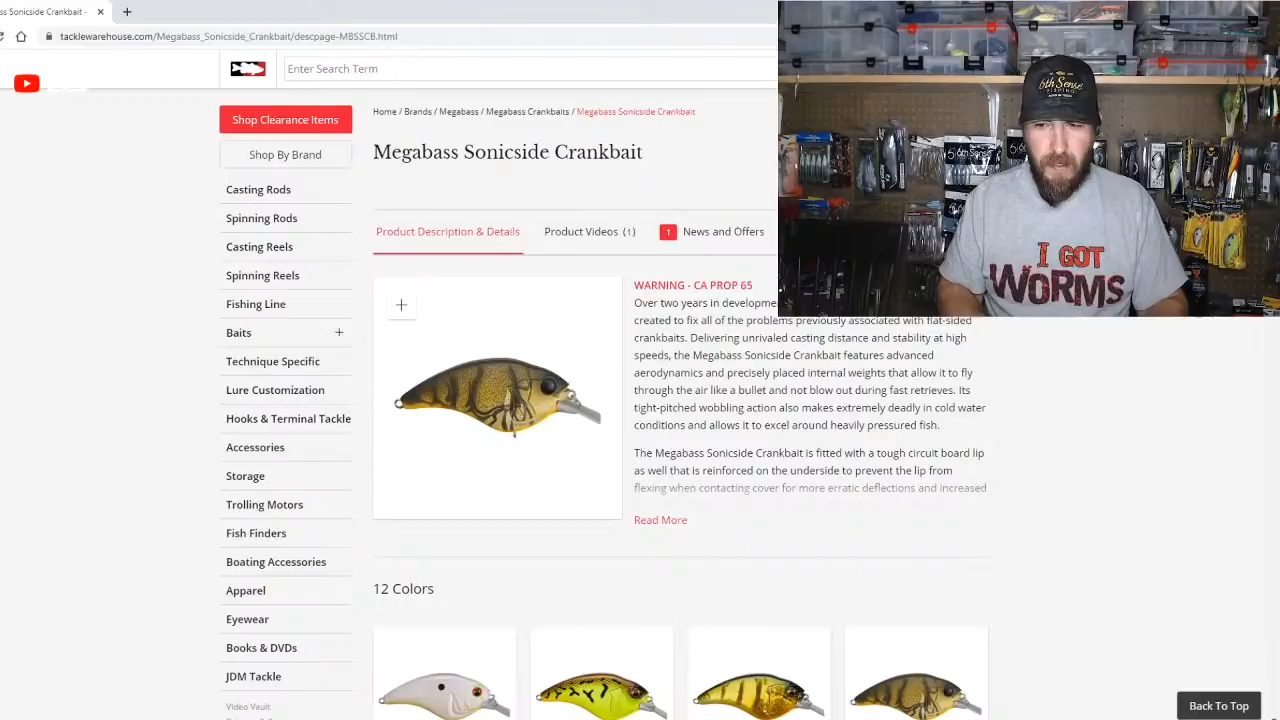 ss Sonicside Crankbait -
tacklewarehouse.com/Megabass_Sonicside_Crankbait/descpage-MBSSCB.html
Enter Search Term
Shop Clearance Items
Shop By Brand
Casting Rods
Spinning Rods
Casting Reels
Spinning Reels
Fishing Line
Baits +
Technique Specific
Lure Customization
Hooks & Terminal Tackle
Accessories
Storage
Trolling Motors
Fish Finders
Boating Accessories
Apparel
Eyewear
Books & DVDs
JDM Tackle
Video Vault
Home / Brands / Megabass / Megabass Crankbaits / Megabass Sonicside Crankbait
Megabass Sonicside Crankbait
Product Description & Details
Product Videos (1)
1 News and Offers
WARNING - CA PROP 65
Over two years in developme
created to fix all of the problems previously associated with flat-sided
crankbaits. Delivering unrivaled casting distance and stability at high
speeds, the Megabass Sonicside Crankbait features advanced
aerodynamics and precisely placed internal weights that allow it to fly
through the air like a bullet and not blow out during fast retrieves. Its
tight-pitched wobbling action also makes extremely deadly in cold water
conditions and allows it to excel around heavily pressured fish.
The Megabass Sonicside Crankbait is fitted with a tough circuit board lip
as well that is reinforced on the underside to prevent the lip from
flexing when contacting cover for more erratic deflections and increased
Read More
12 Colors
6th Sense
FISHING
6th Sense
I GOT
WORMS
Back To Top